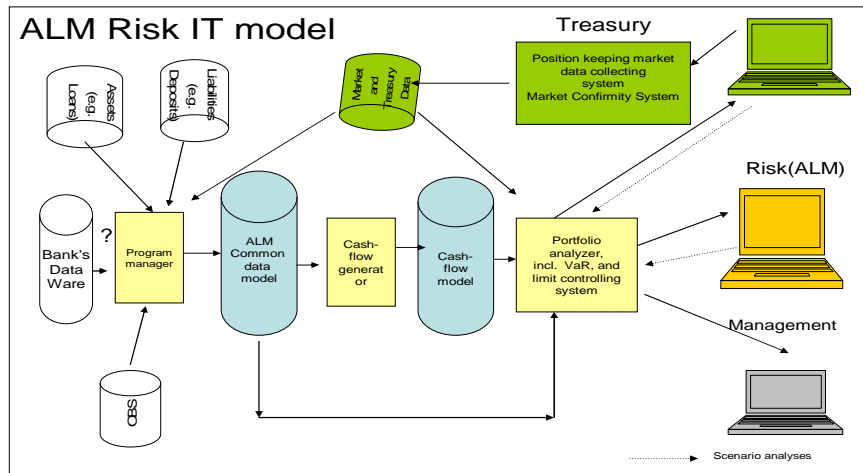 ALM Risk IT model
Treasury
Assets
(e.g.
Loans)
Liabilities
(e.g.
Deposits)
Market
and
Treasury
Data
Position keeping market
data collecting
system
Market Confirmity System
Risk(ALM)
Bank's
Data
Ware
?
Program
manager
ALM
Common
data
model
Cash-
flow
generat
or
Cash-
flow
model
Portfolio
analyzer,
incl. VaR, and
limit controlling
system
Management
OBS
Scenario analyses